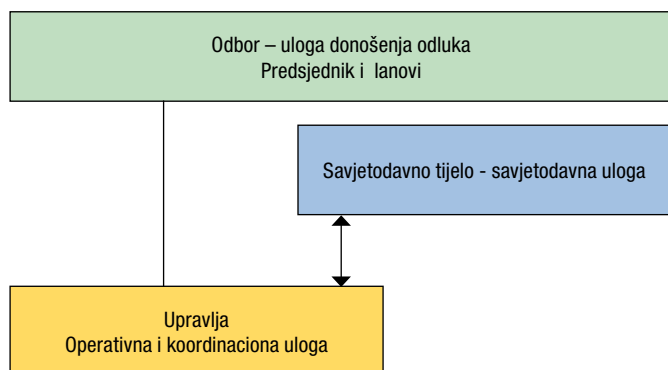 Odbor – uloga donošenja odluka
Predsjednik i lanovi
Savjetodavno tijelo - savjetodavna uloga
Upravlja
Operativna i koordinaciona uloga